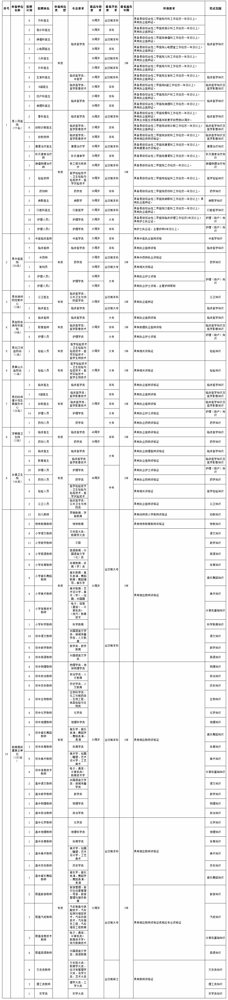 序号 申报单位名称 招聘计划 招聘岗位 申报岗位类 型 专业要求 最高年龄要 求 最低学历要 求 最低服务年限 其他要求 笔试范围
1 县人民医院（77名） 8 内科医生 专技 临床医学类 30周岁 全日制本科 3年 具备县级综合性二甲医院内科工作经历一年及以上；具有执业医师证。 临床医学知识
2 急诊科医生 35周岁 本科 具备县级综合性二甲医院急诊科工作经历一年及以上；具有执业医师证。
3 肿瘤科医生 30周岁 全日制本科 具备县级综合性二甲医院肿瘤科工作经历一年及以上；具有执业医师证。
2 心电图医生 30周岁 本科 具备县级综合性二甲医院心电图室工作经历一年及以上；具有执业医师证。
7 儿科医生 30周岁 全日制本科 具备县级综合性二甲医院儿科工作经历一年及以上；具有执业医师证。
7 外科医生 35周岁 全日制本科 具备县级综合性二甲医院外科工作经历一年及以上；具有执业医师证。
4 五官科医生 临床医学类、中医学 35周岁 全日制本科 具备县级综合性二甲医院五官科工作经历一年及以上；具有执业医师证。 临床医学知识
3 B超医生 临床医学类、医学影像技术 35周岁 本科 具备县级综合性二甲医院B超工作经历一年及以上；具有执业医师证。 临床医学知识及医学影像知识
3 妇产科医生 临床医学类 35周岁 本科 具备县级综合性二甲医院妇产科工作经历一年及以上；具有执业医师证。 临床医学知识
1 病理科医生 30周岁 本科 具备县级综合性二甲医院病理科工作经历一年及以上；具有执业医师证。
2 骨科医生 专技 临床医学类 30周岁 全日制本科 3年 具备县级综合性二甲医院骨科工作经历一年及以上；具有执业医师证；具有主治医生资格最高年龄要求放宽到40周岁。 临床医学知识
6 放射诊断医生 临床医学类、医学影像技术 35周岁 本科 具备县级综合性二甲医院放射诊断工作经历一年及以上；具有执业医师证。 临床医学知识及医学影像知识
1 放射技师 临床医学类、医学影像技术 30周岁 本科 具备县级综合性二甲医院放射科工作经历一年及以上；具有相应技师资格证。 临床医学知识及医学影像知识
1 康复治疗医生 康复治疗学 30周岁 全日制本科 具备县级综合性二甲医院康复科工作经历一年及以上；具有康复治疗资格证。 康复治疗知识
1 针灸推拿治疗师 针灸推拿学 30周岁 本科 具备县级综合性二甲医院康复科工作经历一年及以上。 针灸推拿治疗知识
1 肿瘤物理治疗师 核工程与核技术 30周岁 全日制本科 具备县级综合性二甲医院工作经历一年及以上。 肿瘤物理治疗知识
3 检验技师 医学检验技术、卫生检验与检疫技术、医学实验技术 30周岁 全日制本科 具备县级综合性二甲医院检验科工作经历一年及以上。 医学检验知识
1 药剂师 药学类 30周岁 本科 具备县级综合性二甲医院药剂科工作经历一年及以上。 药学知识
2 麻醉医生 麻醉学 30周岁 全日制本科 具备县级综合性二甲医院麻醉科工作经历一年及以上；具有执业医师证。 麻醉学知识
2 口腔科医生 口腔医学 35周岁 全日制本科 具备县级综合性二甲医院口腔科工作经历一年及以上；具有执业医师证。 口腔医学知识
16 护理人员1 护理学类 35周岁 大专 具备县级综合性二甲医院临床护理工作经历3年及以上；具有护士执业证。 护理（助产）知识
1 护理人员2 护理学类 35周岁 本科 有护士执业证，主管护师8年及以上。 护理（助产）知识
2 县中医医院（24名） 5 中医临床医师 专技 中医学类 35周岁 本科 3年 具有中医执业医师资格 中医学知识
7 临床医师 临床医学类 35周岁 本科 具有执业医师资格 临床医学知识
1 中药师 药学类 35周岁 全日制本科 具有中药师执业资格证 药学知识
1 制剂员 30周岁 全日制大专 具有相关资格证
9 护理人员1 护理学类 30周岁 大专 具有执业护士资格 护理（助产）知识
1 护理人员2 35周岁 具有执业护士资格、主管护师职称
3 县疾病预防控制中心（2名） 1 公卫医生 专技 临床医学类、公共卫生与预防医学类 35周岁 全日制本科 3年 具有执业医师证 公卫知识
1 临床医生 临床医学类 全日制大专 临床医学知识
4 县血吸虫病专科医院（9名） 4 临床医师 专技 临床医学类 35周岁 大专 3年 具有执业医师资格 临床医学知识
1 影像医师 临床医学类、医学影像技术 本科 具有助理执业医师资格 临床医学知识及医学影像知识
4 护理人员 护理学类 大专 具有执业护士资格 护理（助产）知识
5 县出口洲血防站（1名） 1 检验人员 专技 医学检验技术、卫生检验与检疫技术、医学实验技术、医学生物技术 35周岁 大专 3年 具有相关资格证 检验知识
6 县黄山头血防站（1名） 1 检验人员 专技 医学检验技术、卫生检验与检疫技术、医学实验技术、医学生物技术 35周岁 大专 3年 具有相关资格证 检验知识
7 县妇幼保健计划生育服务中心（20名） 3 临床医生 专技 临床医学类 35周岁 本科 3年 具有执业医师资格证 临床医学知识
1 B超医生 临床医学类、医学影像技术 本科 具有执业医师资格 临床医学知识及医学影像知识
1 放射医生 临床医学类、医学影像技术 本科 具有执业医师资格证 临床医学知识及医学影像知识
14 护理人员 护理学类 大专 具有执业护士资格证 护理（助产）知识
1 药剂人员 药学类 大专 具有执业药师资格证 药学知识
8 深柳镇卫生院（2名） 1 临床医生 专技 临床医学类 40周岁 本科 3年 具有执业医师资格证 临床医学知识
1 药剂人员 药学类 30周岁 具有执业药师资格证 药学知识
9 乡镇卫生院（44名） 10 临床医生 专技 临床医学类 40周岁 大专 3年 具有执业助理医师资格证 临床医学知识
4 影像医生 临床医学类 医学影像技术 具有执业医师资格证 临床医学知识及医学影像知识
20 护理人员 护理学类 中专 具有执业护士资格证 护理（助产）知识
4 药剂人员 药学类 具有执业药师资格证 药学知识
4 检验人员 医学检验技术、卫生检验与检疫技术、医学实验技术 具有相关资格证 医学检验知识
2 公卫人员 临床医学类、公共卫生与预防类 具有执业医师资格证 公卫知识
10 教育局所属事业单位（153名） 12 幼儿教师 专技 早期教育、学前教育 35周岁 全日制大专 3年 具有幼师或小学教师资格证 幼教知识
2 特殊教育教师 特殊教育 具有特殊教育教师资格证 特教知识
9 小学语文教师 文史哲大类、教育学大类 具有相应教师资格证 语文知识
11 小学数学教师 不限 数学知识
8 小学英语教师 英语教育、外国语言文学（化）类 英语知识
5 小学体育教师 体育教育、体育（学）类 体育知识
4 小学音乐舞蹈教师 音乐教育、音乐表演、舞蹈教育、舞蹈编导、音乐学 音乐舞蹈知识
4 小学美术教师 美术教育、艺术设计学、美术（学）、绘画、中国画 美术知识
3 小学信息技术教师 电子、信息（通信）、计算机类；（现代）教育技术 计算机基础知识
1 小学科学教师 科学教育 科学教育知识
10 初中语文教师 中国语言文学类、新闻传播学类、人文教育 全日制本科 语文知识
5 初中数学教师 数学类、数学教育 数学知识
8 初中英语教师 外国语言文学类 英语知识
4 初中物理教师 专技 物理学类、地球物理学类 35周岁 全日制本科 3年 具有相应教师资格证 物理知识
4 初中政治教师 政治学类、人文教育 政治知识
5 初中历史教师 历史学类、人文教育 历史知识
4 初中生物教师 生物科学类、化工与制药类、生物工程、食品检验与生物类 生物知识
4 初中化学教师 化学类 化学知识
4 初中地理教师 地理科学类 地理知识
4 初中音乐舞蹈教师 音乐学、音乐表演、舞蹈学、舞蹈表演、表演 音乐舞蹈知识
3 初中体育教师 体育学类 体育知识
5 初中美术教师 美术学、绘画、雕塑、艺术设计学、工艺美术 美术知识
4 初中信息技术教师 电子、通信、计算机类；教育技术学 计算机基础知识
2 高中语文教师 中国语言文学类、新闻传播学类 语文知识
2 高中数学教师 数学类 数学知识
1 高中物理教师 物理学类 物理知识
1 高中政治教师 政治学类 政治知识
1 高中化学教师 专技 化学类 35周岁 全日制本科 3年 具有相应教师资格证 化学知识
1 高中地理教师 地理科学类 地理知识
1 高中体育教师 体育学类 体育知识
1 高中美术教师 美术学、绘画、雕塑、艺术设计学、工艺美术 美术知识
1 高中历史教师 历史学类 历史知识
1 高中音乐舞蹈教师 音乐学、音乐表演、舞蹈学、舞蹈表演、表演 音乐舞蹈知识
2 职高旅游教师 旅游管理、旅行社经营管理、导游、旅游管理与服务教育 全日制大专 具有相应教师资格证或相应专业资格证 旅游知识
1 职高汽修教师 汽车制造与装配技术、汽车检测与维修技术、汽车改装技术、汽车服务工程、汽车维修工程教育 汽修知识
3 职高信息技术教师 电子、通信、计算机类；教育技术学；现代教育技术 计算机基础知识
4 职高英语教师 外国语言文学类、英语教育 英语知识
4 文史类教师 文史哲大类、教育学大类、经济和管理学大类、法学大类、艺术大类 全日制硕士 具有教师资格证 文史类知识
3 理工类教师 理学大类、工学大类 理工类知识
1 农学类 农学大类 农学类知识